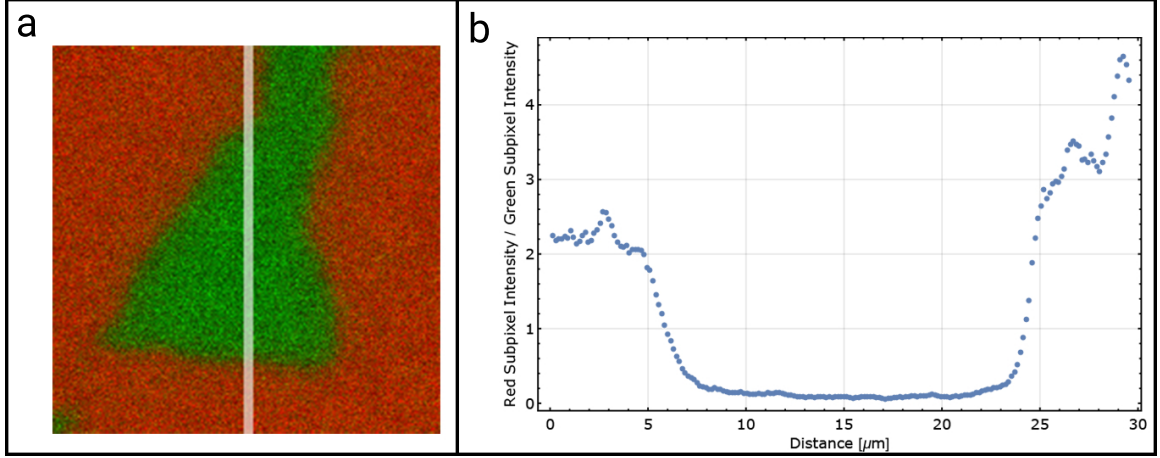 a
b
Red Subpixel Intensity / Green Subpixel Intensity
4
3
2
1
0
0 5 10 15 20 25 30
Distance [μm]